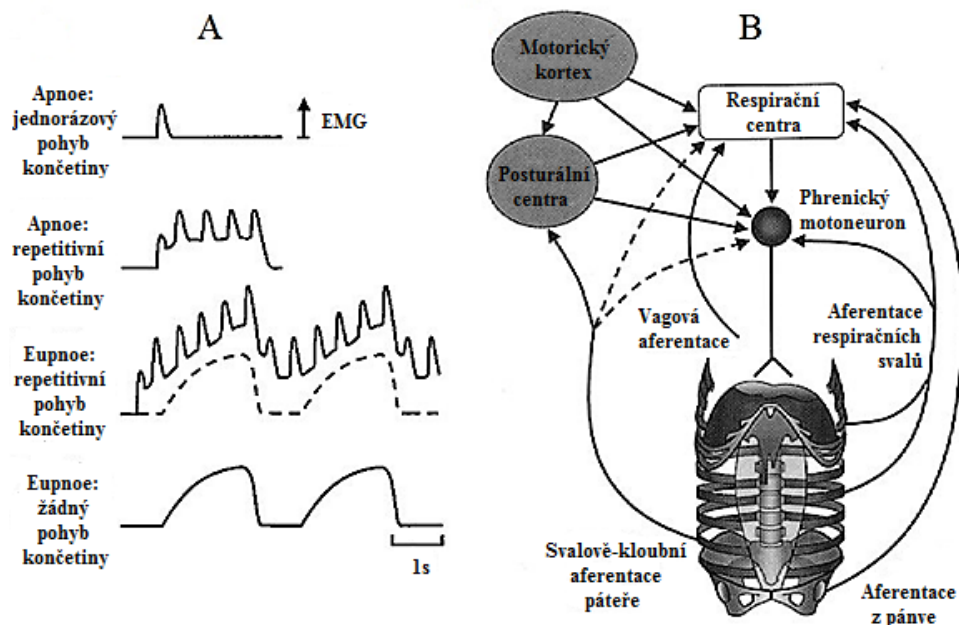 A
Apnoe:
jednorázový
pohyb
končetiny
EMG
Apnoe:
repetitivní
pohyb
končetiny
Eupnoe:
repetitivní
pohyb
končetiny
Eupnoe:
žádný
pohyb
končetiny
1s
B
Motorický
kortex
Respirační
centra
Posturální
centra
Phrenický
motoneuron
Vagová
aferentace
Aferentace
respiračních
svalů
Svalově-kloubní
aferentace
páteře
Aferentace
z pánve